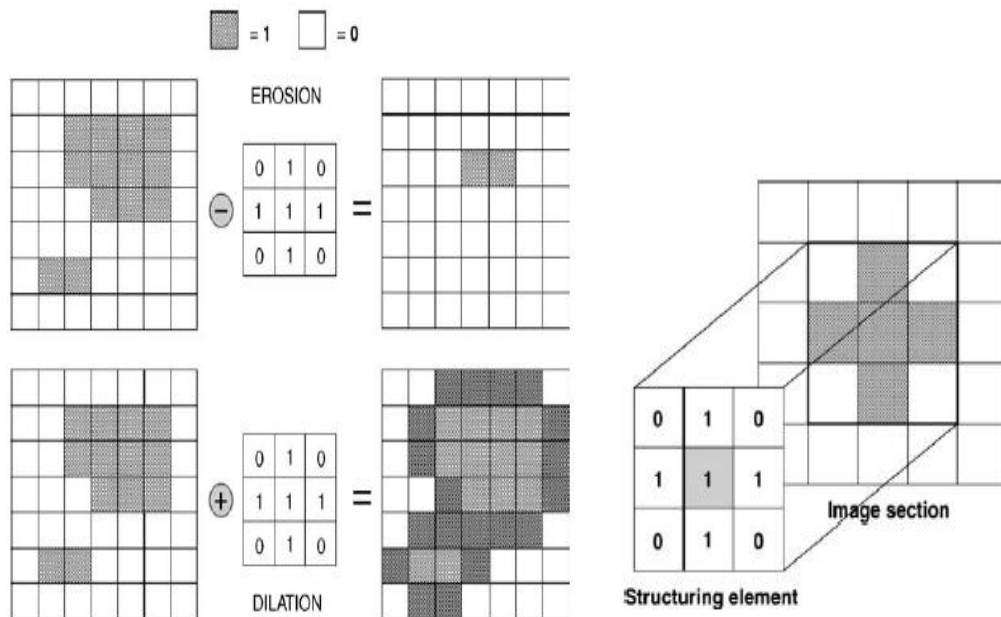 = 1 = 0
EROSION
0 1 0
1 1 1
0 1 0
− =
0 1 0
1 1 1
0 1 0
+ =
DILATION
0 1 0
1 1 1
0 1 0
Image section
Structuring element